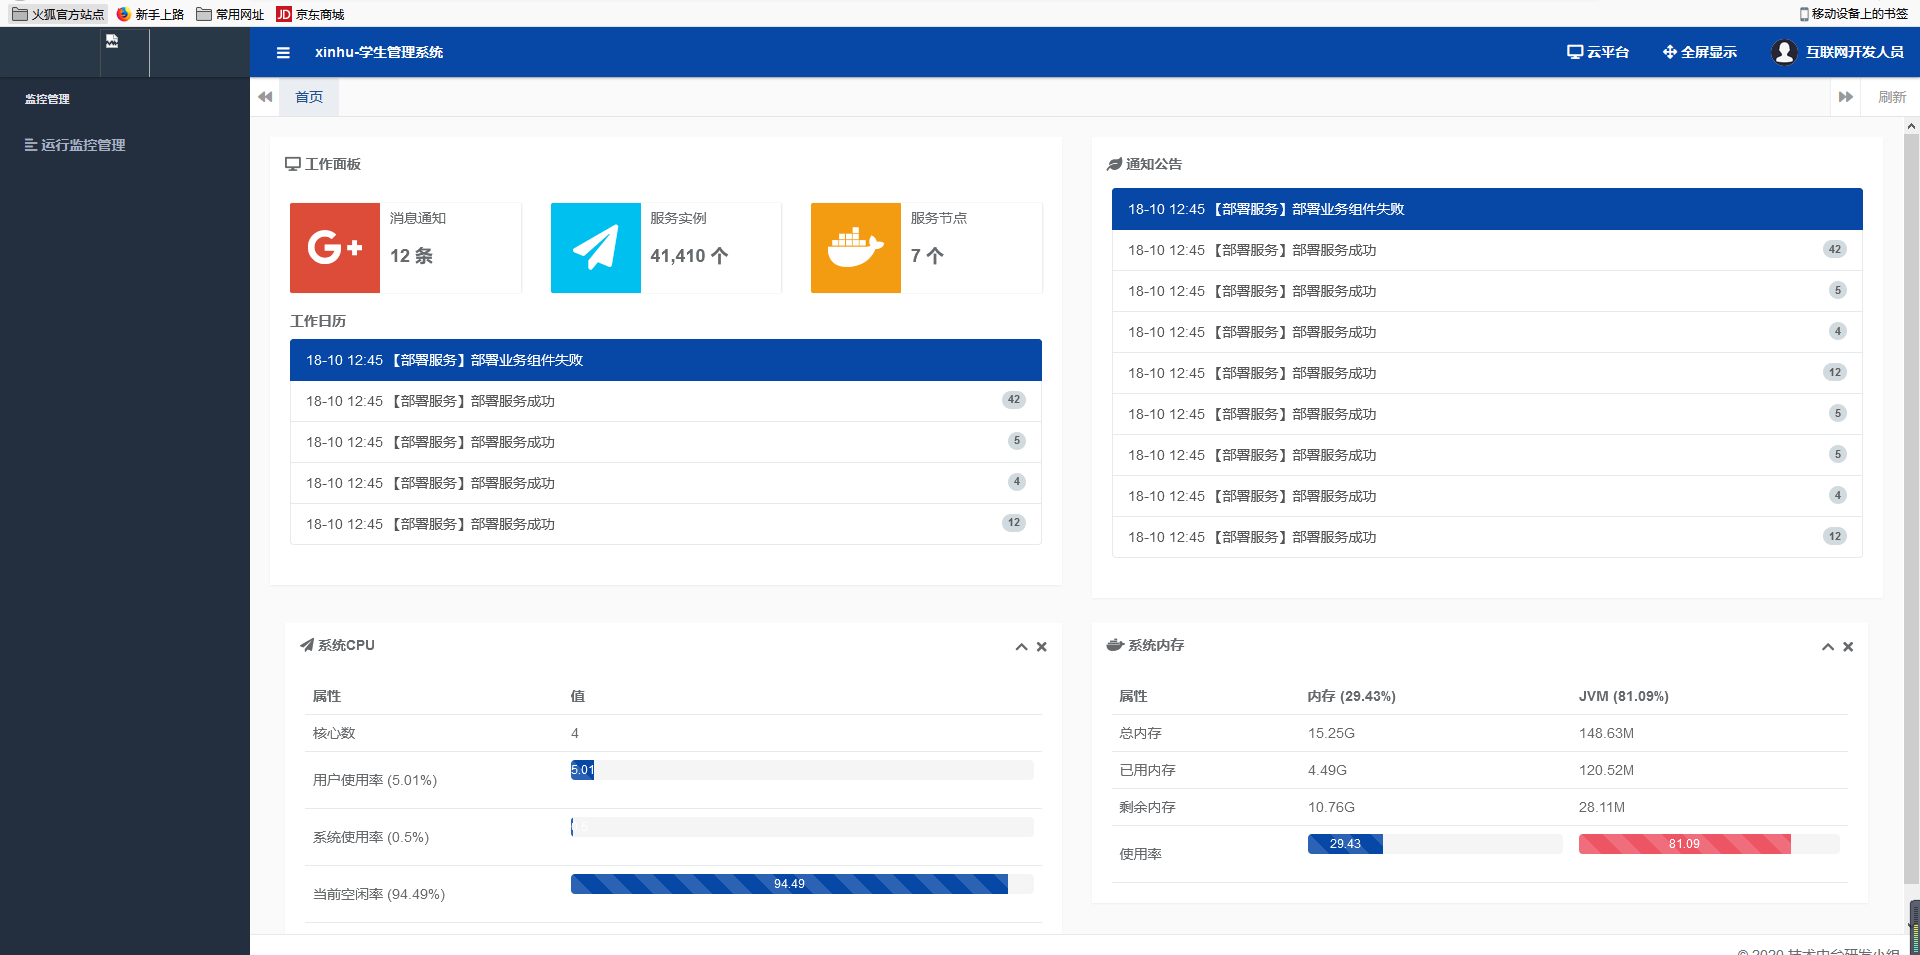 火狐官方站点 新手上路 常用网址 JD 京东商城 移动设备上的书签
xinhu-学生管理系统 云平台 全屏显示 互联网开发人员
监控管理
运行监控管理
首页 刷新
工作面板
G+ 消息通知
12 条
服务实例
41,410 个
服务节点
7 个
工作日历
18-10 12:45 【部署服务】部署业务组件失败
18-10 12:45 【部署服务】部署服务成功 42
18-10 12:45 【部署服务】部署服务成功 5
18-10 12:45 【部署服务】部署服务成功 4
18-10 12:45 【部署服务】部署服务成功 12
通知公告
18-10 12:45 【部署服务】部署业务组件失败
18-10 12:45 【部署服务】部署服务成功 42
18-10 12:45 【部署服务】部署服务成功 5
18-10 12:45 【部署服务】部署服务成功 4
18-10 12:45 【部署服务】部署服务成功 12
18-10 12:45 【部署服务】部署服务成功 5
18-10 12:45 【部署服务】部署服务成功 5
18-10 12:45 【部署服务】部署服务成功 4
18-10 12:45 【部署服务】部署服务成功 12
系统CPU
属性 值
核心数 4
用户使用率 (5.01%) 5.01
系统使用率 (0.5%) 0.5
当前空闲率 (94.49%) 94.49
系统内存
属性 内存 (29.43%) JVM (81.09%)
总内存 15.25G 148.63M
已用内存 4.49G 120.52M
剩余内存 10.76G 28.11M
使用率 29.43 81.09
© 2020 技术中台研发小组